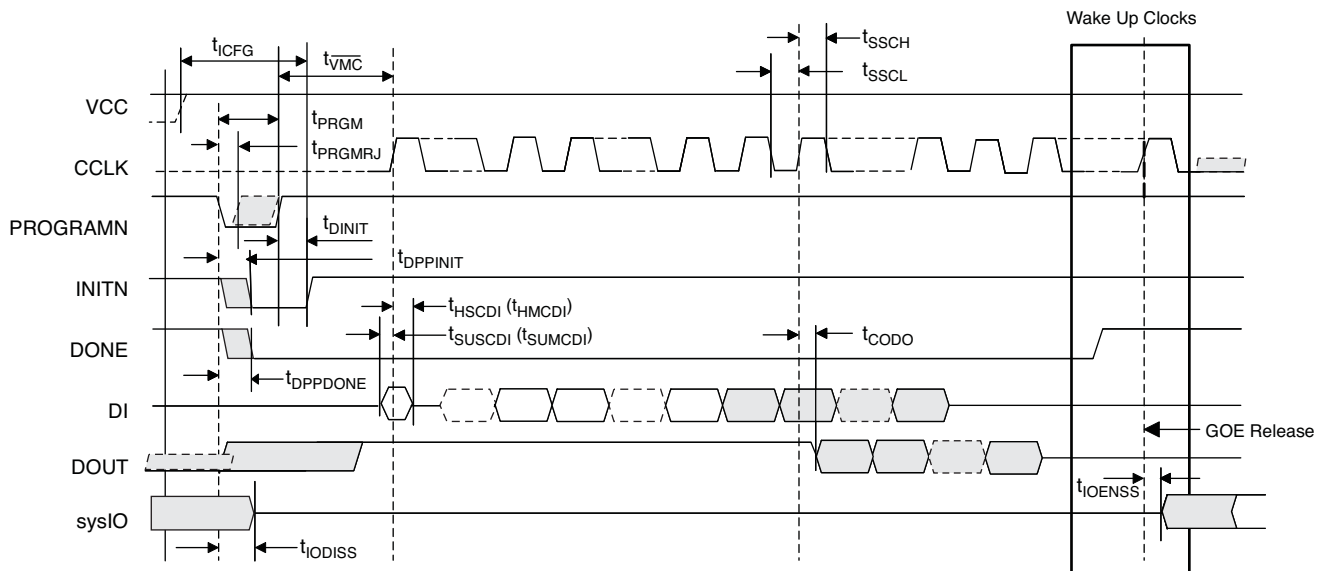 Wake Up Clocks
tICFG
tVMC
tSSCH
tSSCL
VCC
tPRGM
tPRGMRJ
CCLK
PROGRAMN
tDINIT
tDPPINIT
INITN
tHSCDI (tHMCDI)
tSUSCDI (tSUMCDI)
tCODO
DONE
tDPPDONE
DI
GOE Release
DOUT
tIOENSS
sysIO
tIODISS